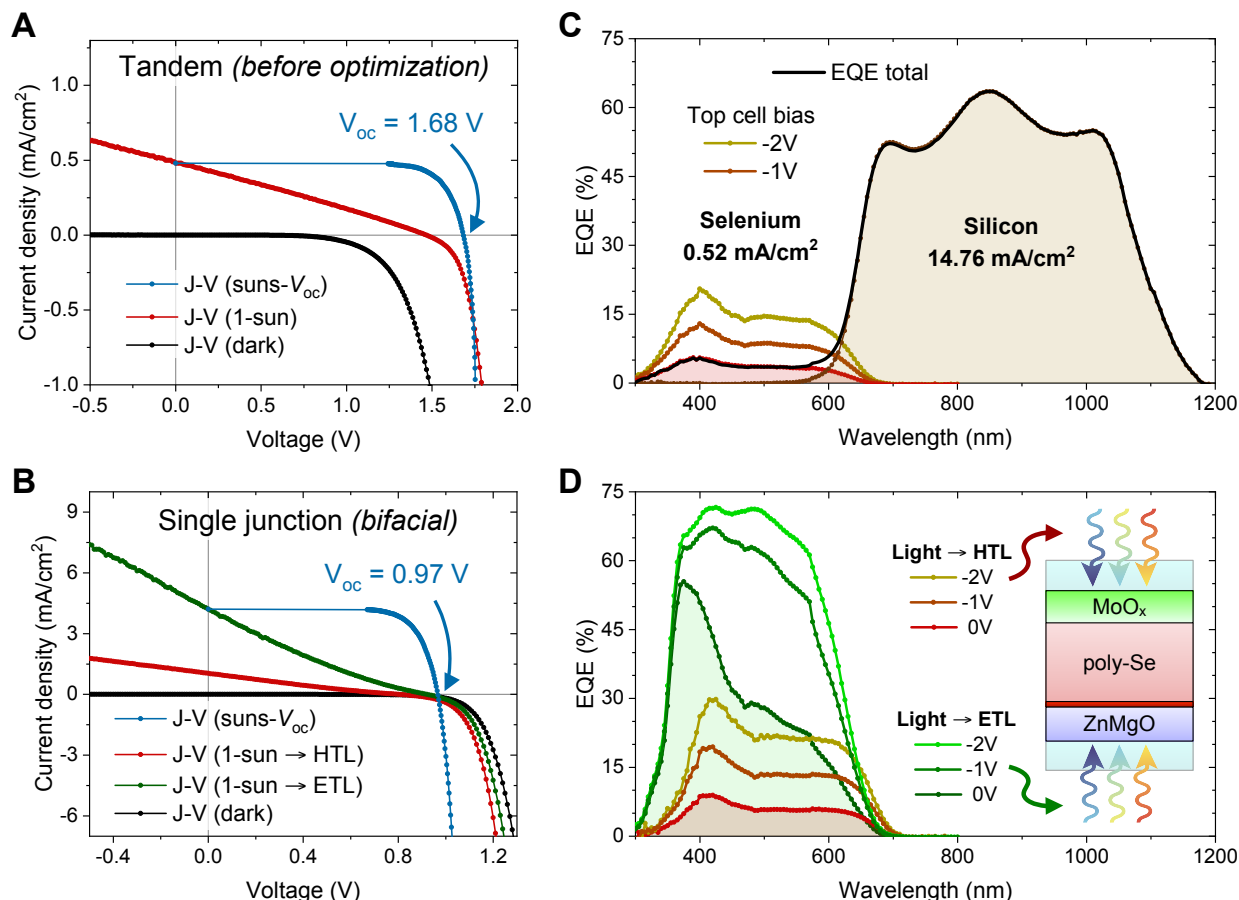 A
Tandem (before optimization)
V_oc = 1.68 V
J-V (suns-V_oc)
J-V (1-sun)
J-V (dark)
1.0
0.5
0.0
-0.5
-1.0
Current density (mA/cm²)
-0.5 0.0 0.5 1.0 1.5 2.0
Voltage (V)
C
EQE total
Top cell bias
-2V
-1V
Selenium
0.52 mA/cm²
Silicon
14.76 mA/cm²
75
60
45
30
15
0
EQE (%)
400 600 800 1000 1200
Wavelength (nm)
B
Single junction (bifacial)
V_oc = 0.97 V
J-V (suns-V_oc)
J-V (1-sun → HTL)
J-V (1-sun → ETL)
J-V (dark)
9
6
3
0
-3
-6
Current density (mA/cm²)
-0.4 0.0 0.4 0.8 1.2
Voltage (V)
D
Light → HTL
-2V
-1V
0V
Light → ETL
-2V
-1V
0V
MoOₓ
poly-Se
ZnMgO
75
60
45
30
15
0
EQE (%)
400 600 800 1000 1200
Wavelength (nm)